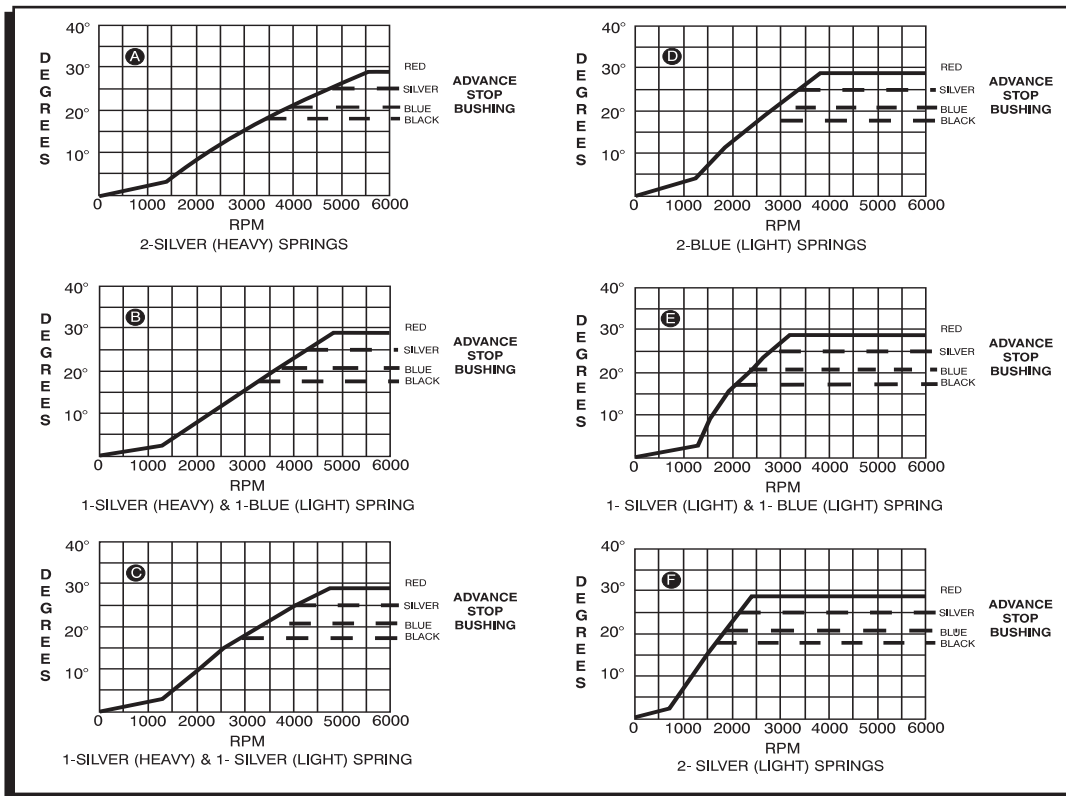 A
DEGREES
40°
30°
20°
10°
0 1000 2000 3000 4000 5000 6000
RPM
RED
SILVER
BLUE
BLACK
ADVANCE
STOP
BUSHING
2-SILVER (HEAVY) SPRINGS
D
DEGREES
40°
30°
20°
10°
0 1000 2000 3000 4000 5000 6000
RPM
RED
SILVER
BLUE
BLACK
ADVANCE
STOP
BUSHING
2-BLUE (LIGHT) SPRINGS
B
DEGREES
40°
30°
20°
10°
0 1000 2000 3000 4000 5000 6000
RPM
RED
SILVER
BLUE
BLACK
ADVANCE
STOP
BUSHING
1-SILVER (HEAVY) & 1-BLUE (LIGHT) SPRING
E
DEGREES
40°
30°
20°
10°
0 1000 2000 3000 4000 5000 6000
RPM
RED
SILVER
BLUE
BLACK
ADVANCE
STOP
BUSHING
1- SILVER (LIGHT) & 1- BLUE (LIGHT) SPRING
C
DEGREES
40°
30°
20°
10°
0 1000 2000 3000 4000 5000 6000
RPM
RED
SILVER
BLUE
BLACK
ADVANCE
STOP
BUSHING
1-SILVER (HEAVY) & 1- SILVER (LIGHT) SPRING
F
DEGREES
40°
30°
20°
10°
0 1000 2000 3000 4000 5000 6000
RPM
RED
SILVER
BLUE
BLACK
ADVANCE
STOP
BUSHING
2- SILVER (LIGHT) SPRINGS